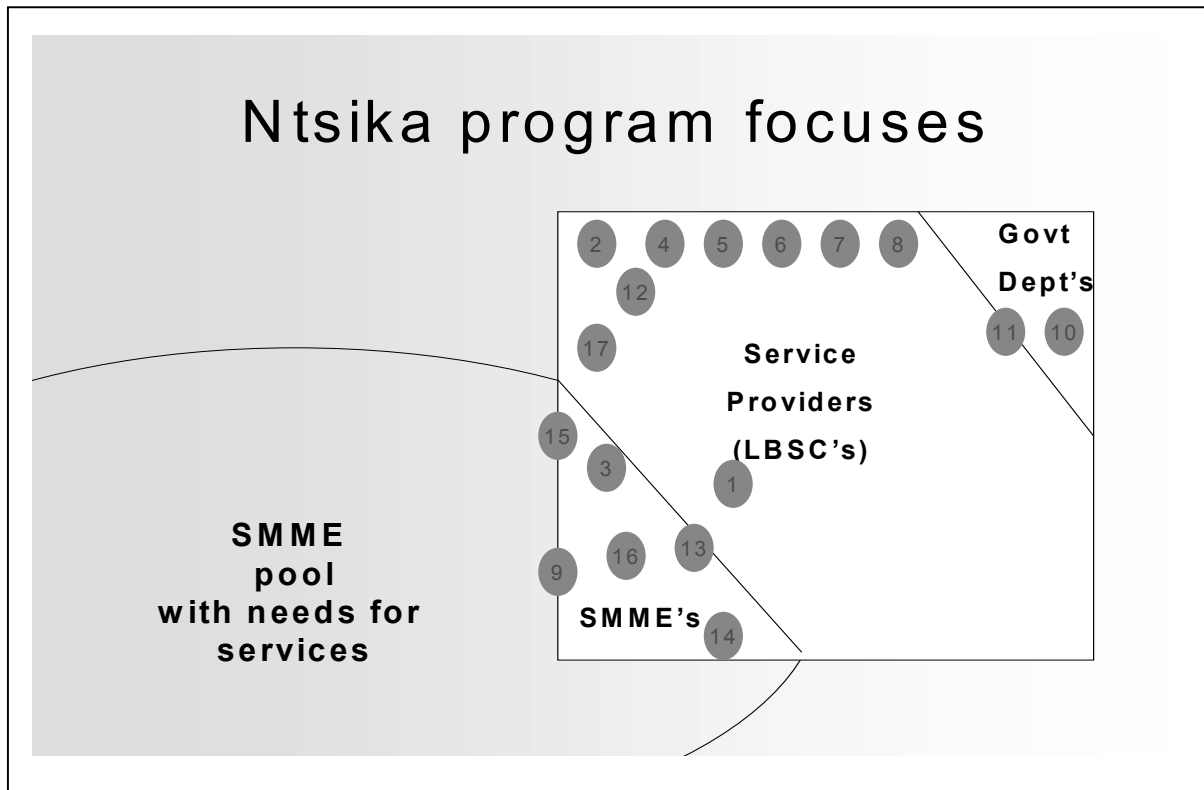 Ntsika program focuses
2 4 5 6 7 8
12
17
Govt
Dept's
11 10
Service
Providers
(LBSC's)
1
15
3
13
16
9
SMME's
14
SMME
pool
with needs for
services